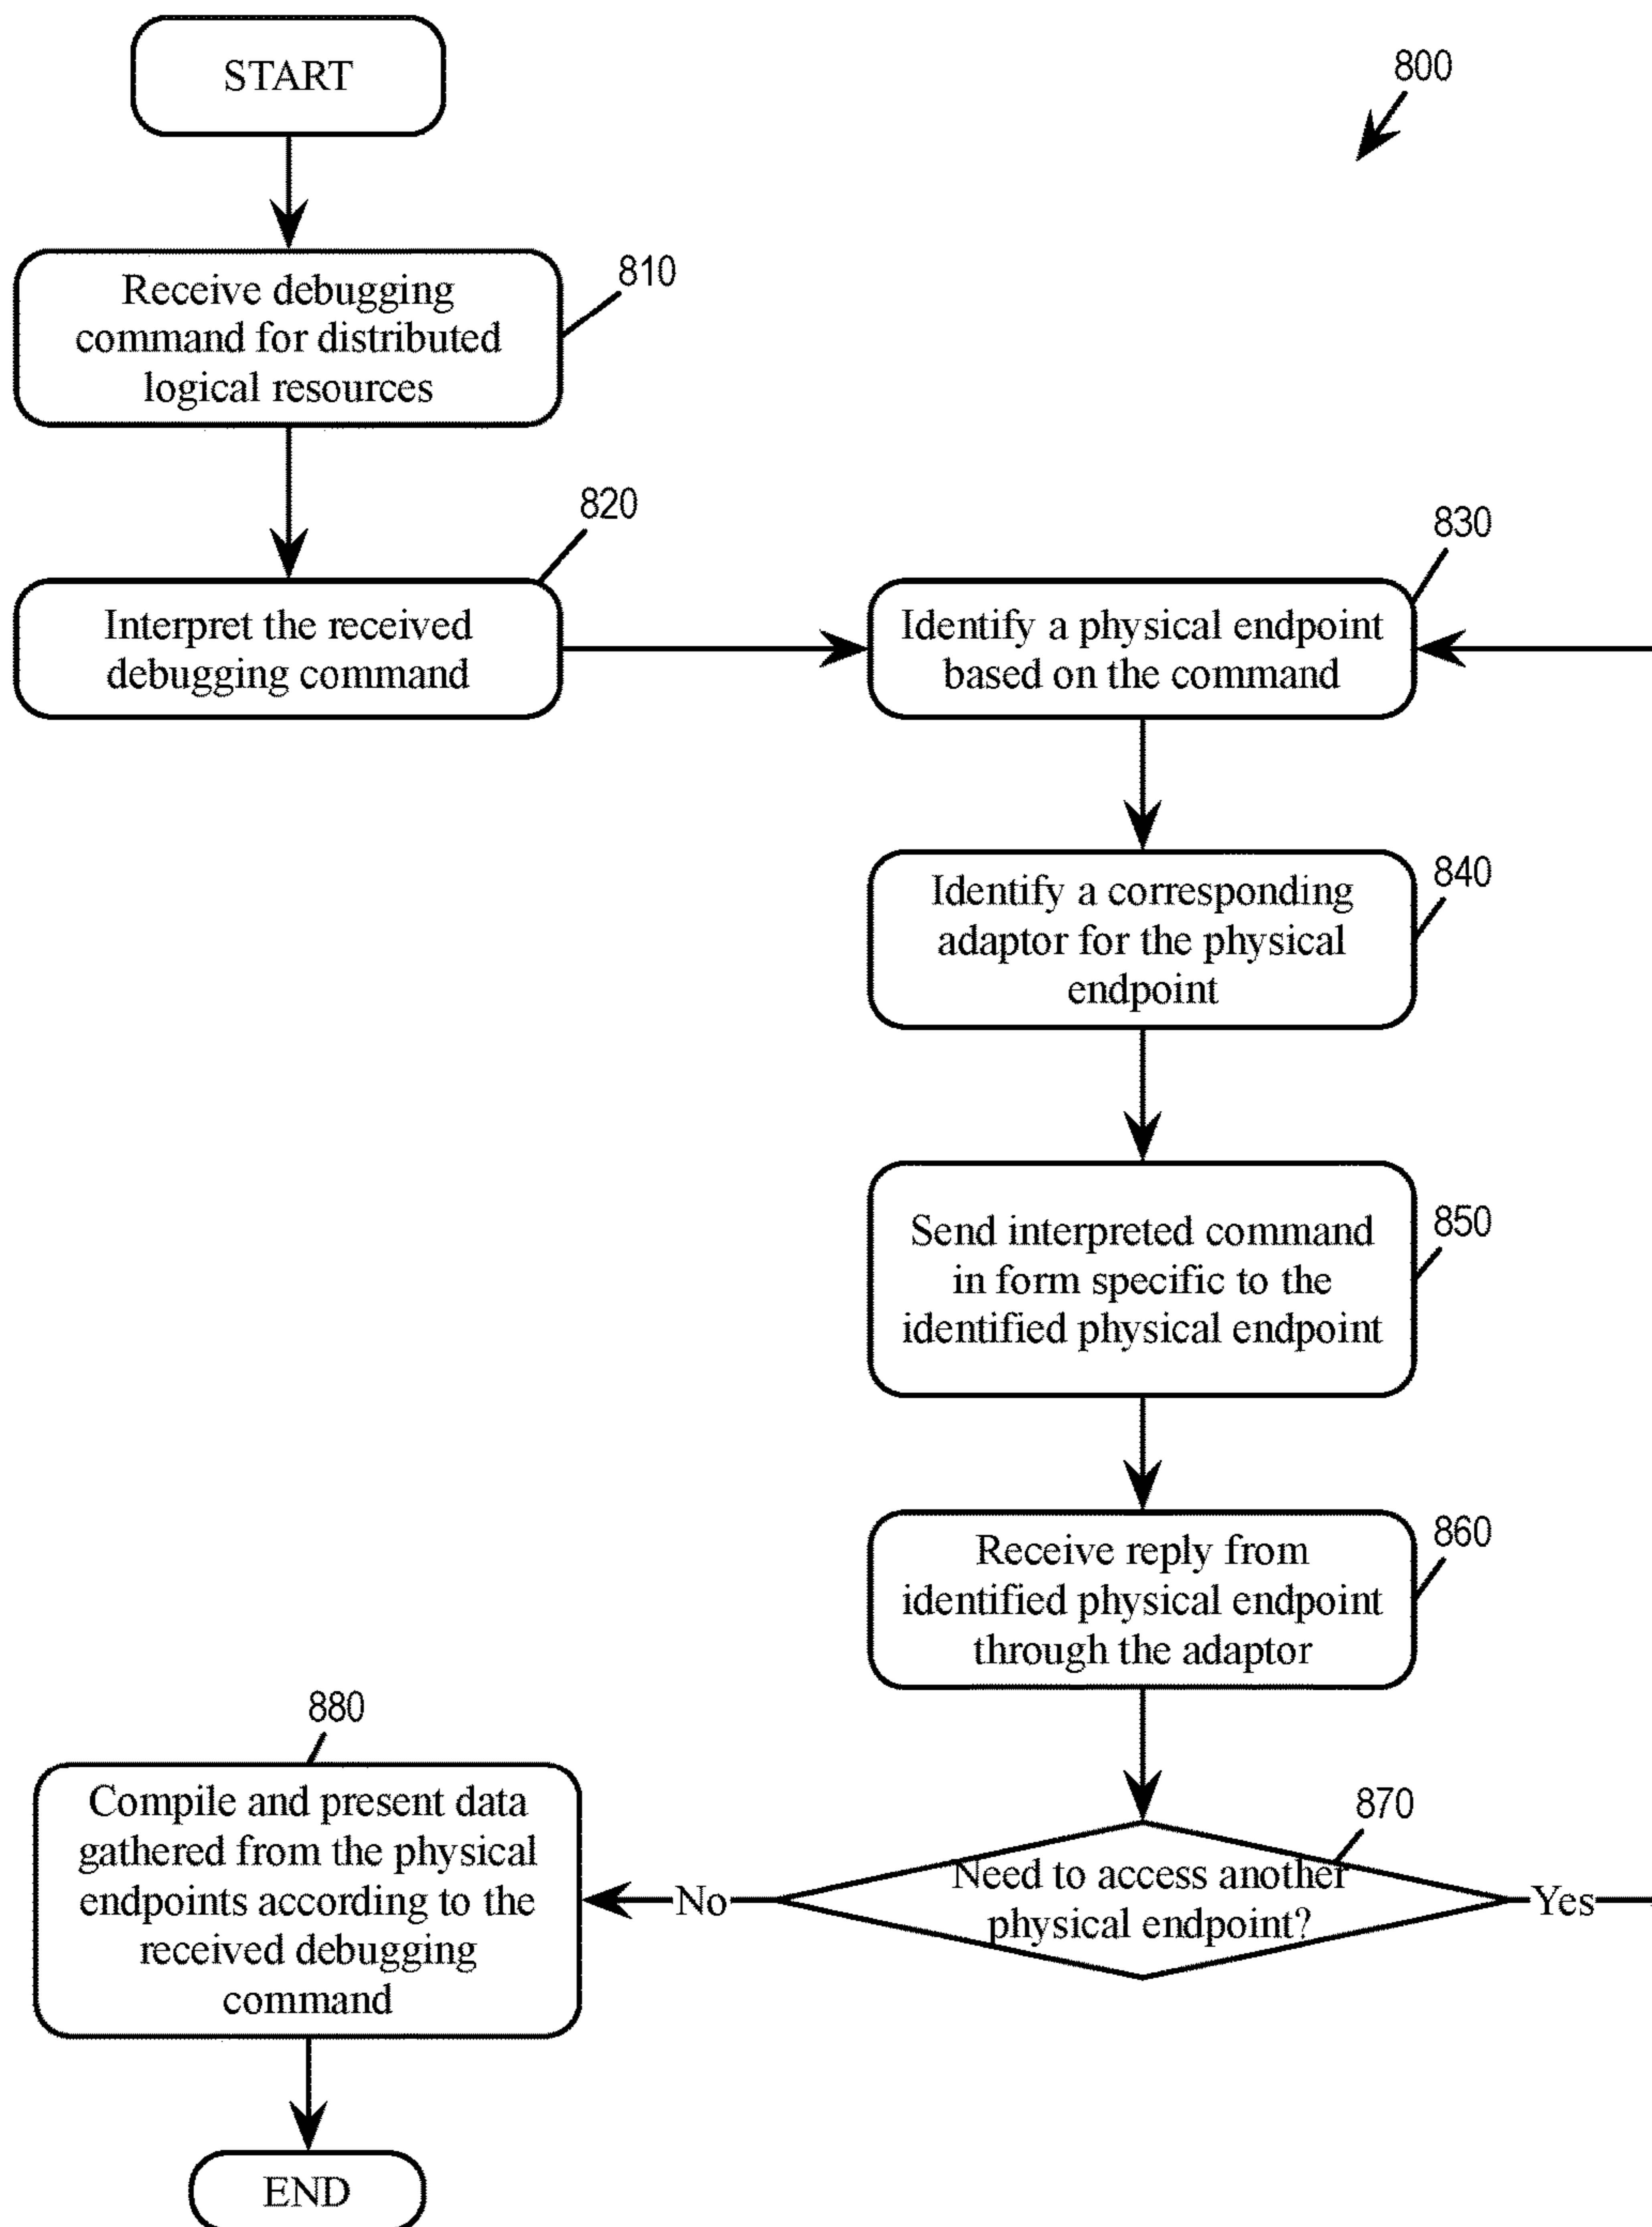 START
800
Receive debugging
command for distributed
logical resources
810
Interpret the received
debugging command
820
Identify a physical endpoint
based on the command
830
Identify a corresponding
adaptor for the physical
endpoint
840
Send interpreted command
in form specific to the
identified physical endpoint
850
Receive reply from
identified physical endpoint
through the adaptor
860
Need to access another
physical endpoint?
870
Yes
No
880
Compile and present data
gathered from the physical
endpoints according to the
received debugging
command
END